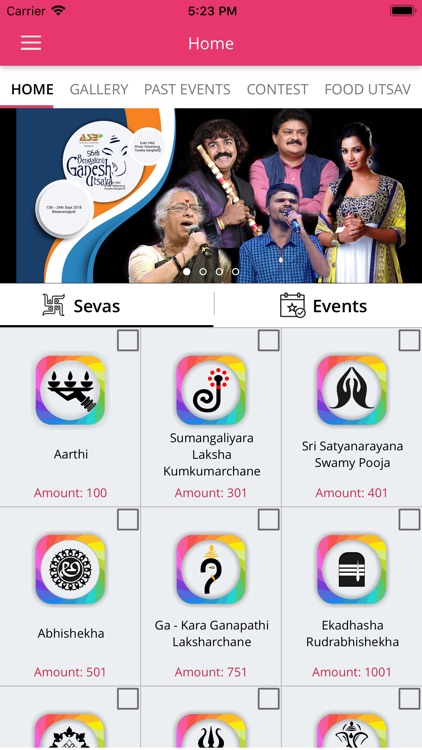 Carrier
5:23 PM
Home
HOME
GALLERY
PAST EVENTS
CONTEST
FOOD UTSAV
ASB
56th
Bengaluru
Ganesh
Utsava
13th - 24th Sept 2018
Basavanagudi
Sevas
Events
Aarthi
Amount: 100
Sumangaliyara
Laksha
Kumkumarchane
Amount: 301
Sri Satyanarayana
Swamy Pooja
Amount: 401
Abhishekha
Amount: 501
Ga - Kara Ganapathi
Laksharchane
Amount: 751
Ekadhasha
Rudrabhishekha
Amount: 1001